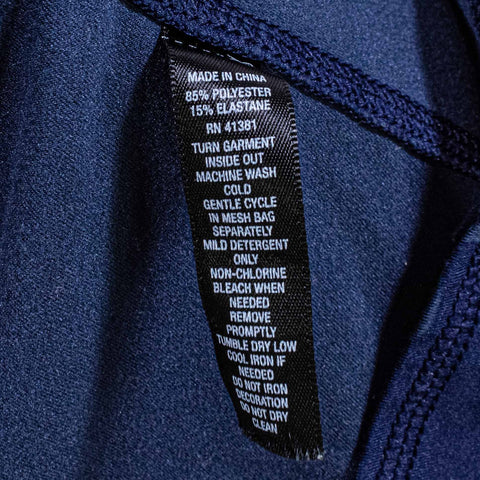 MADE IN CHINA
85% POLYESTER
15% ELASTANE
RN 41381
TURN GARMENT
INSIDE OUT
MACHINE WASH
COLD
GENTLE CYCLE
IN MESH BAG
SEPARATELY
MILD DETERGENT
ONLY
NON-CHLORINE
BLEACH WHEN
NEEDED
REMOVE
PROMPTLY
TUMBLE DRY LOW
COOL IRON IF
NEEDED
DO NOT IRON
DECORATION
DO NOT DRY
CLEAN